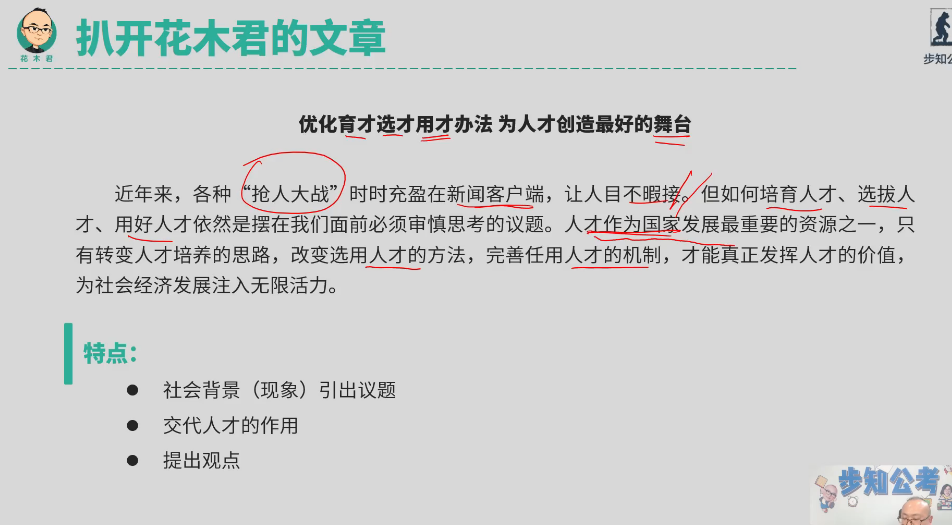 扒开花木君的文章
花木君
步知公
优化育才选才用才办法 为人才创造最好的舞台
近年来，各种“抢人大战”时时充盈在新闻客户端，让人目不暇接。但如何培育人才、选拔人
才、用好人才依然是摆在我们面前必须审慎思考的议题。人才作为国家发展最重要的资源之一，只
有转变人才培养的思路，改变选用人才的方法，完善任用人才的机制，才能真正发挥人才的价值，
为社会经济发展注入无限活力。
特点：
● 社会背景（现象）引出议题
● 交代人才的作用
● 提出观点
步知公考